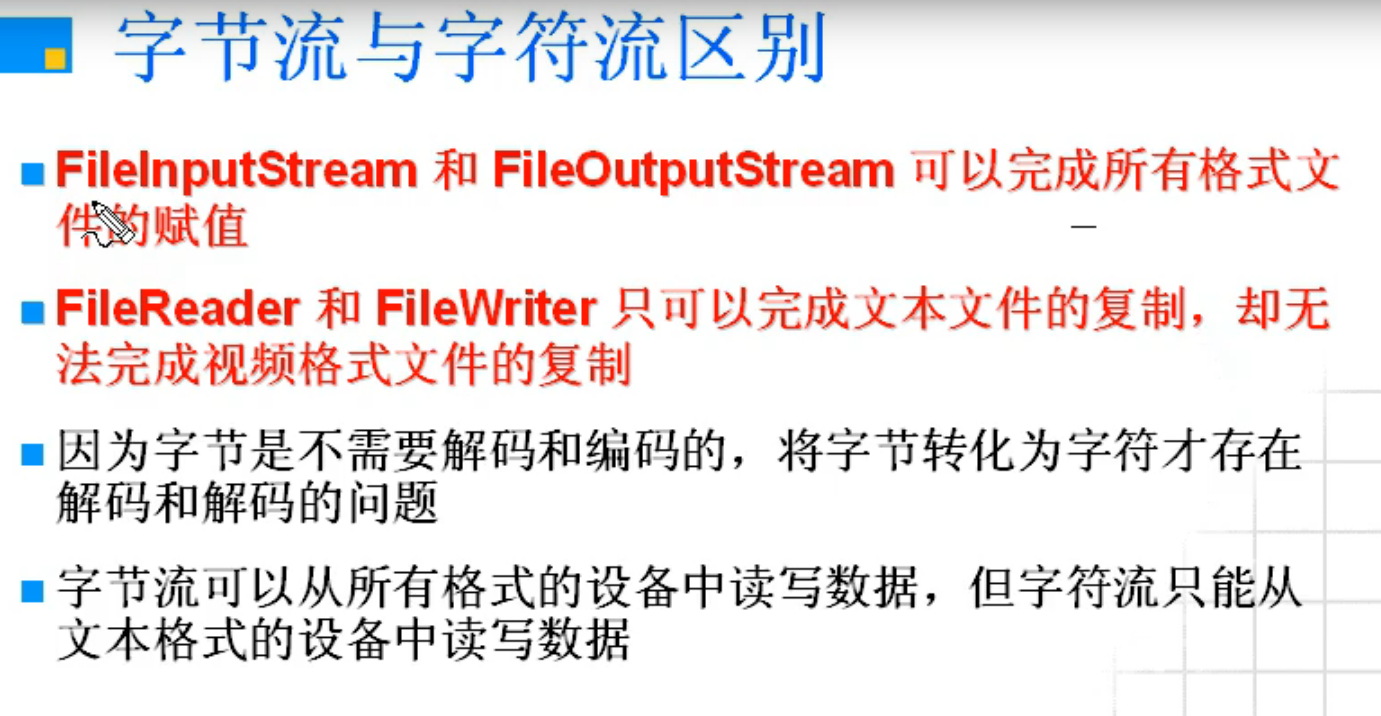 字节流与字符流区别
FileInputStream 和 FileOutputStream 可以完成所有格式文
件的赋值
FileReader 和 FileWriter 只可以完成文本文件的复制，却无
法完成视频格式文件的复制
因为字节是不需要解码和编码的，将字节转化为字符才存在
解码和解码的问题
字节流可以从所有格式的设备中读写数据，但字符流只能从
文本格式的设备中读写数据